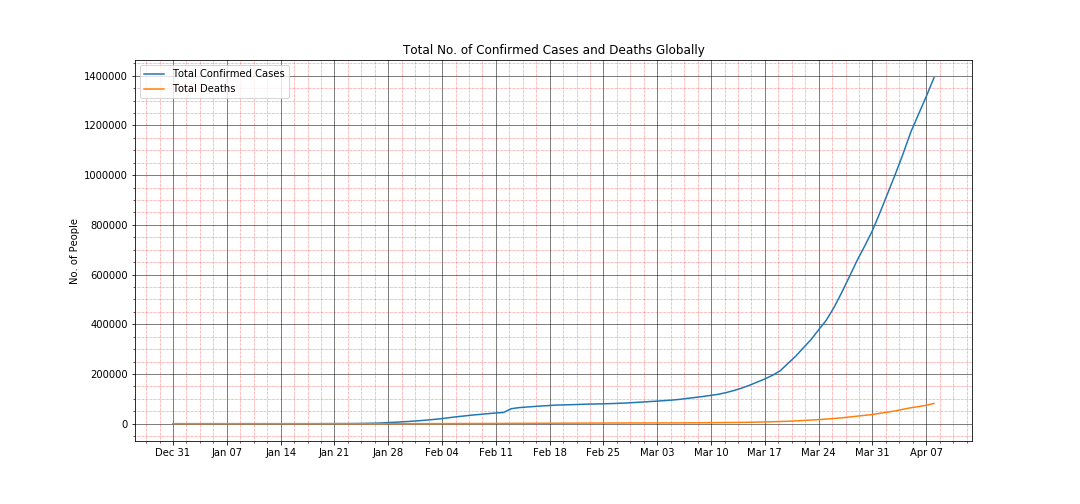 Total No. of Confirmed Cases and Deaths Globally
Total Confirmed Cases
Total Deaths
1400000
1200000
1000000
800000
600000
400000
200000
0
No. of People
Dec 31 Jan 07 Jan 14 Jan 21 Jan 28 Feb 04 Feb 11 Feb 18 Feb 25 Mar 03 Mar 10 Mar 17 Mar 24 Mar 31 Apr 07